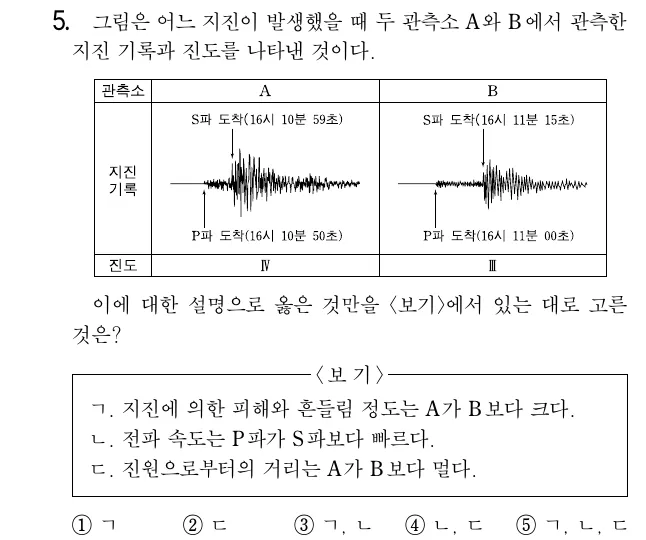 5. 그림은 어느 지진이 발생했을 때 두 관측소 A와 B에서 관측한
지진 기록과 진도를 나타낸 것이다.
관측소 A B
S파 도착(16시 10분 59초) S파 도착(16시 11분 15초)
지진
기록
P파 도착(16시 10분 50초) P파 도착(16시 11분 00초)
진도 Ⅳ Ⅲ
이에 대한 설명으로 옳은 것만을 〈보기〉에서 있는 대로 고른
것은?
〈보 기〉
ㄱ. 지진에 의한 피해와 흔들림 정도는 A가 B보다 크다.
ㄴ. 전파 속도는 P파가 S파보다 빠르다.
ㄷ. 진원으로부터의 거리는 A가 B보다 멀다.
① ㄱ ② ㄷ ③ ㄱ, ㄴ ④ ㄴ, ㄷ ⑤ ㄱ, ㄴ, ㄷ